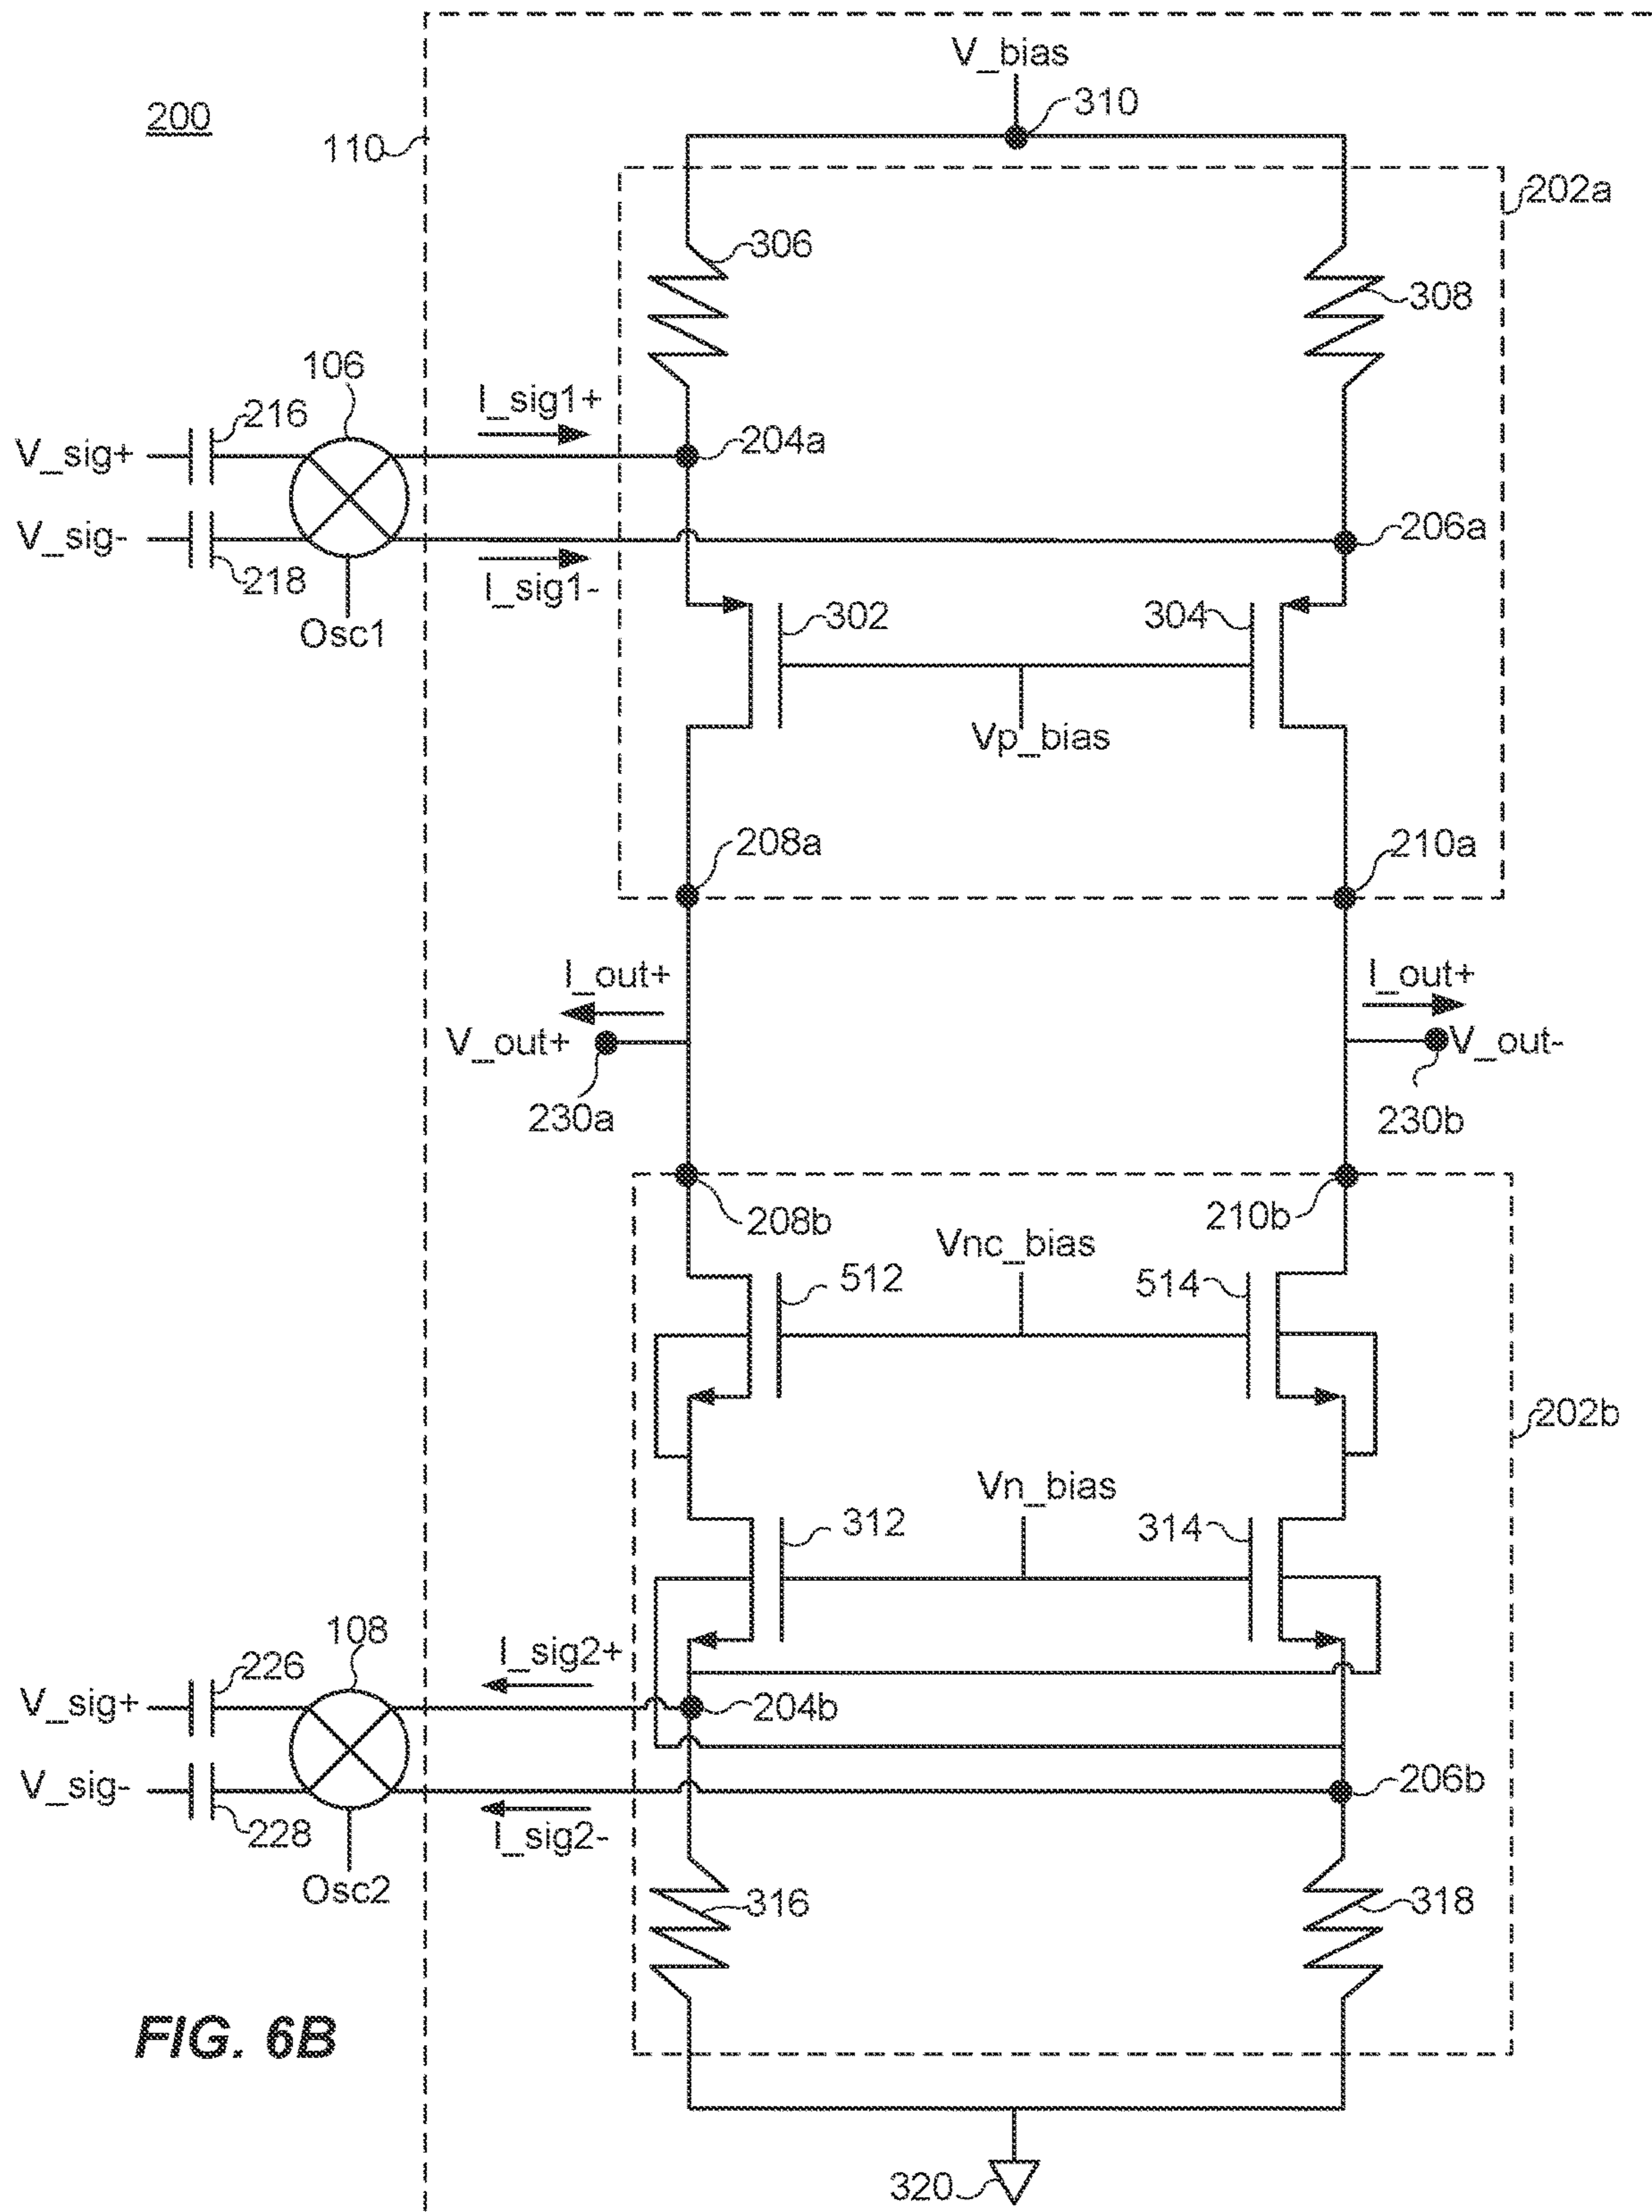 V_bias
200
310
110
202a
306
308
106
I_sig1+
216
V_sig+
204a
V_sig-
206a
218
I_sig1-
302
304
Osc1
Vp_bias
208a
210a
I_out+
I_out+
V_out+
V_out-
230a
230b
208b
210b
Vnc_bias
512
514
202b
Vn_bias
312
314
108
I_sig2+
226
V_sig+
204b
V_sig-
206b
228
I_sig2-
Osc2
316
318
FIG. 6B
320